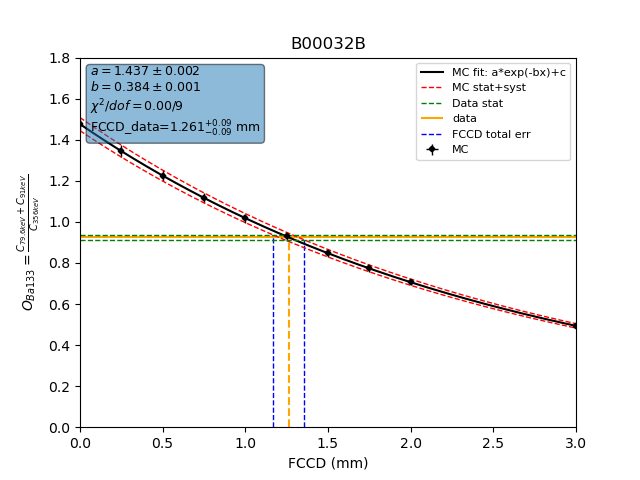 B00032B
a = 1.437 ± 0.002
b = 0.384 ± 0.001
χ²/dof = 0.00/9
FCCD_data=1.261 +0.09 −0.09 mm
MC fit: a*exp(-bx)+c
MC stat+syst
Data stat
data
FCCD total err
MC
1.8
1.6
1.4
1.2
1.0
0.8
0.6
0.4
0.2
0.0
O_Ba133 = (C_79.6keV + C_91keV) / C_356keV
0.0 0.5 1.0 1.5 2.0 2.5 3.0
FCCD (mm)